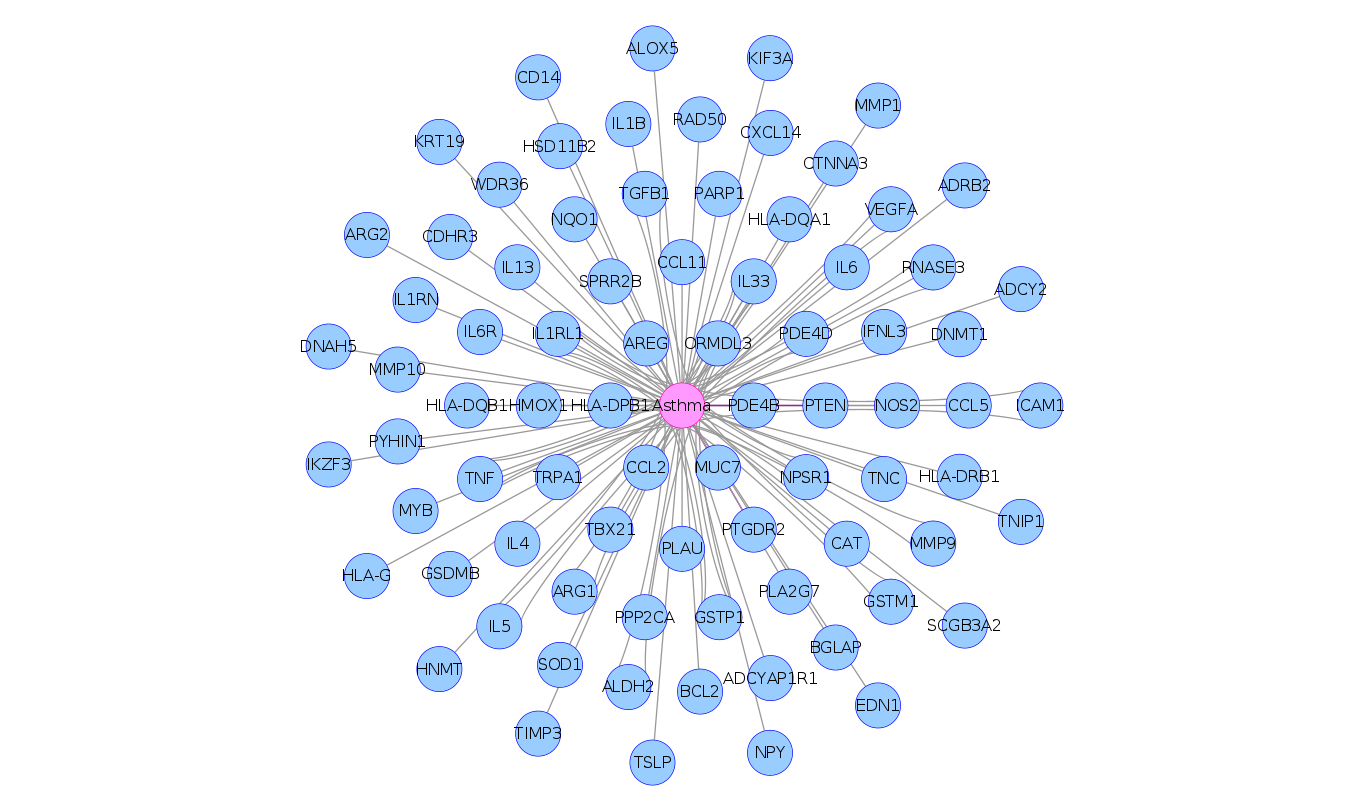 ALOX5
KIF3A
CD14
MMP1
IL1B
RAD50
CXCL14
KRT19
HSD11B2
CTNNA3
WDR36
TGFB1
PARP1
ADRB2
ARG2
CDHR3
NQO1
HLA-DQA1
VEGFA
IL13
SPRR2B
CCL11
IL33
IL6
RNASE3
ADCY2
IL1RN
IL6R
IL1RL1
AREG
ORMDL3
PDE4D
IFNL3
DNMT1
DNAH5
MMP10
HLA-DQB1
HMOX1
HLA-DPB1
Asthma
PDE4B
PTEN
NOS2
CCL5
ICAM1
PYHIN1
IKZF3
TNF
TRPA1
CCL2
MUC7
NPSR1
TNC
HLA-DRB1
MYB
TNIP1
IL4
TBX21
PLAU
PTGDR2
CAT
MMP9
HLA-G
GSDMB
ARG1
PLA2G7
GSTM1
IL5
PPP2CA
GSTP1
SCGB3A2
BGLAP
HNMT
SOD1
ALDH2
BCL2
ADCYAP1R1
EDN1
TIMP3
TSLP
NPY